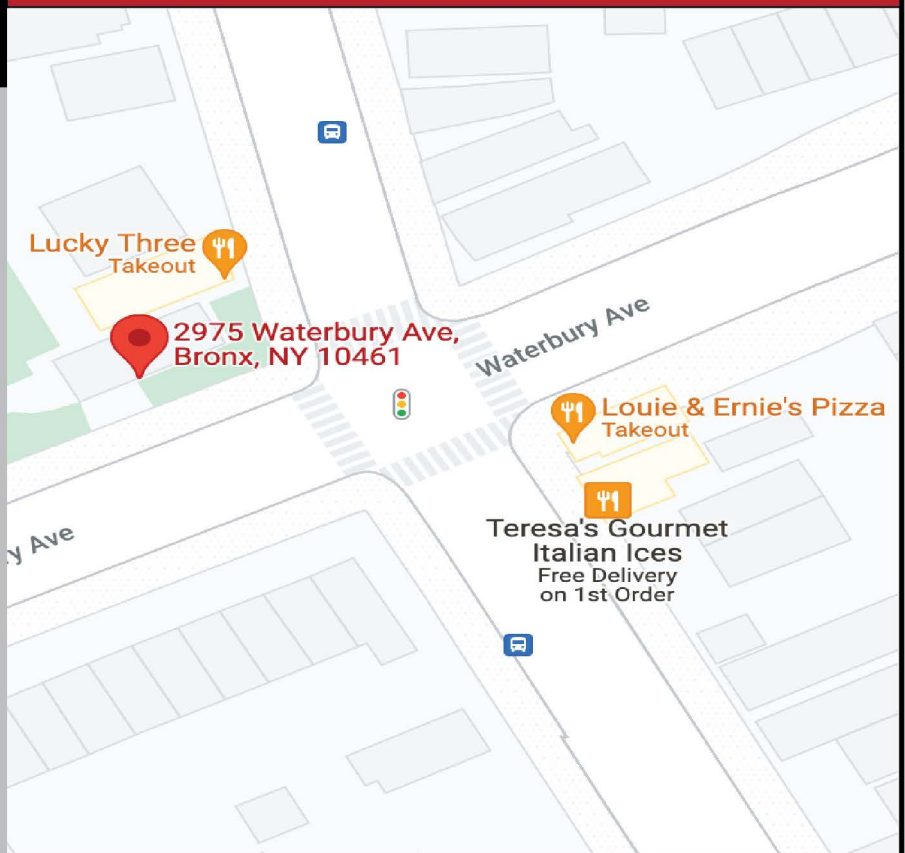 Lucky Three
Takeout
2975 Waterbury Ave,
Bronx, NY 10461
Waterbury Ave
Louie & Ernie's Pizza
Takeout
Teresa's Gourmet
Italian Ices
Free Delivery
on 1st Order
y Ave